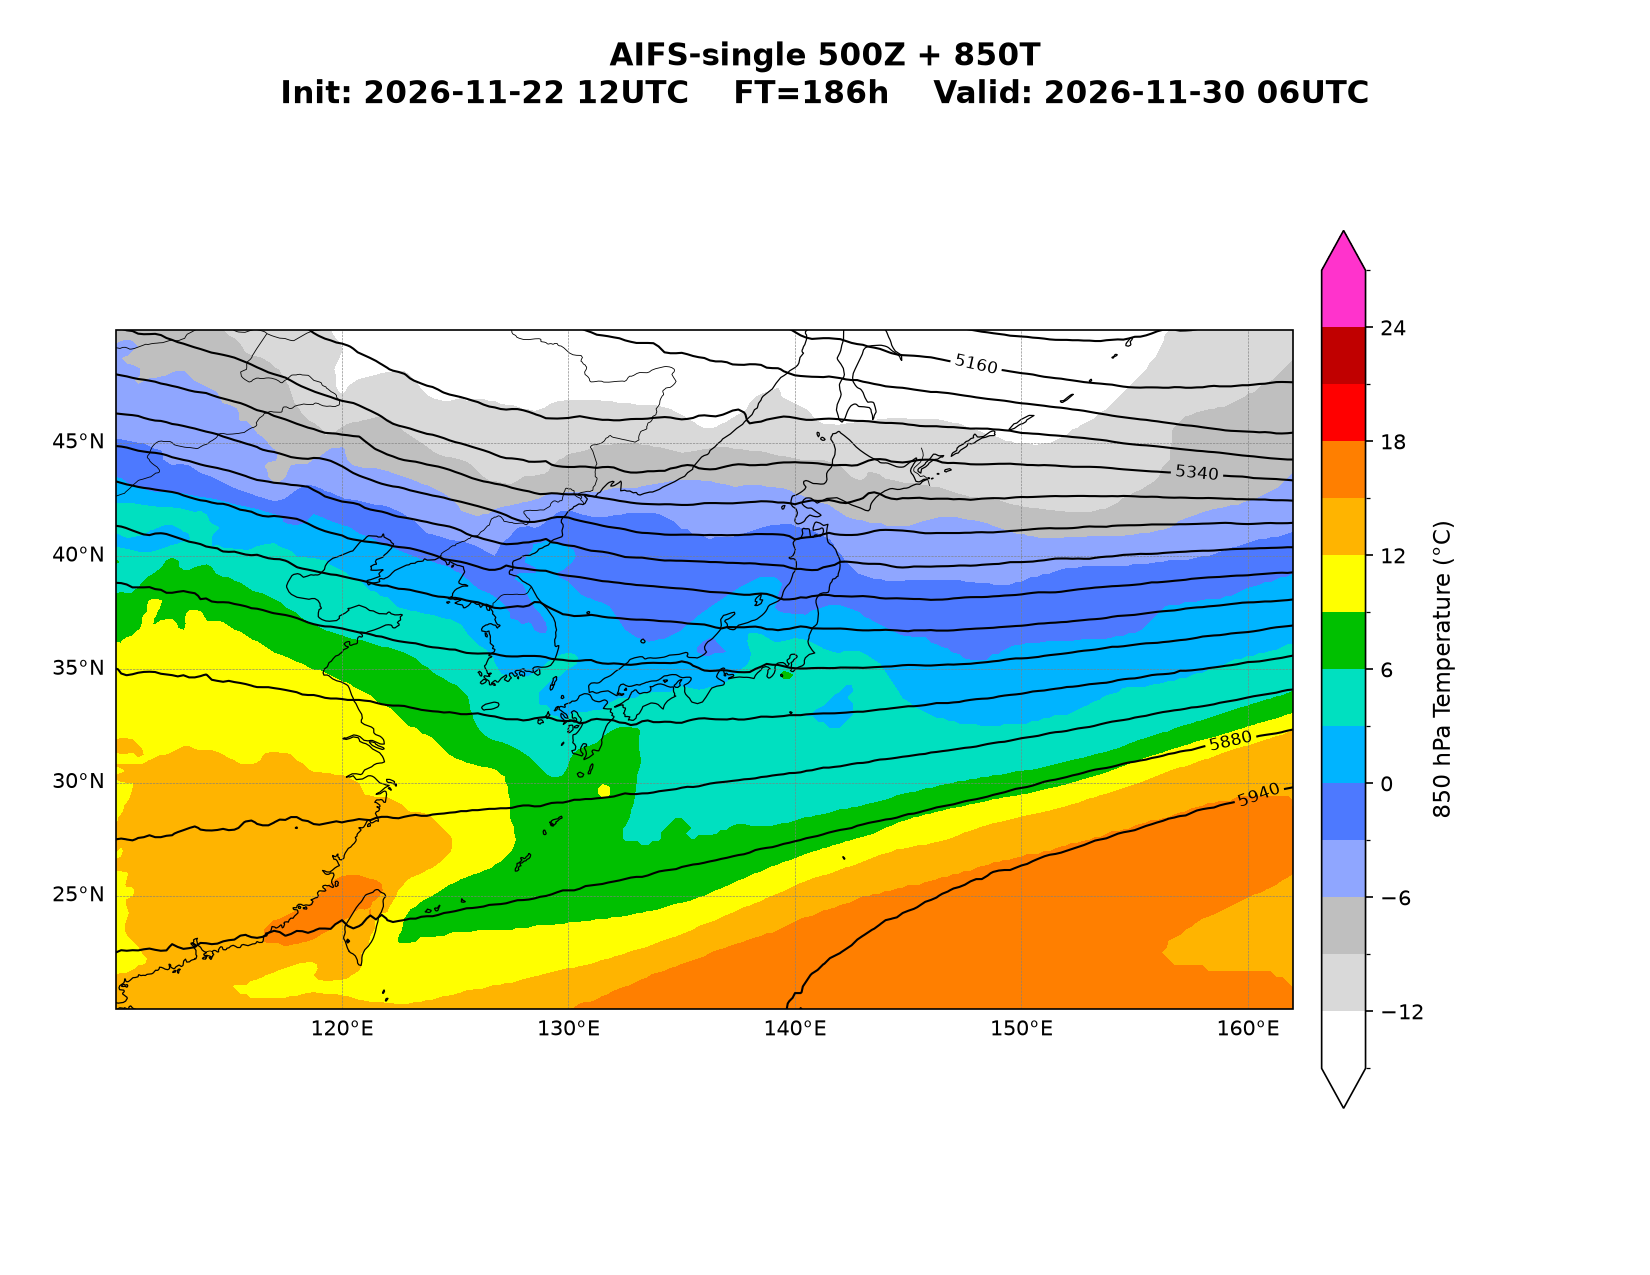 AIFS-single 500Z + 850T
Init: 2026-11-22 12UTC    FT=186h    Valid: 2026-11-30 06UTC
24
18
12
6
0
−6
−12
850 hPa Temperature (°C)
5160
5340
5880
5940
45°N
40°N
35°N
30°N
25°N
120°E
130°E
140°E
150°E
160°E